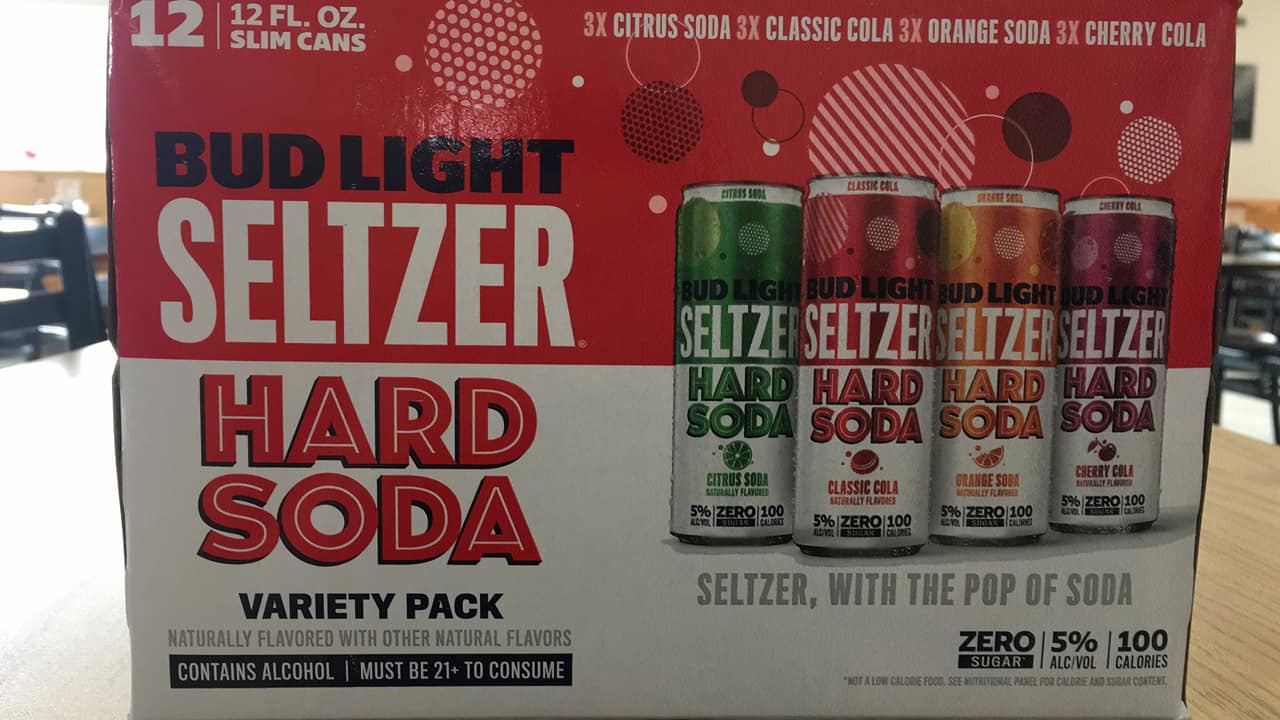 12 | 12 FL. OZ.
SLIM CANS
3X CITRUS SODA 3X CLASSIC COLA 3X ORANGE SODA 3X CHERRY COLA
BUD LIGHT
SELTZER
HARD
SODA
VARIETY PACK
NATURALLY FLAVORED WITH OTHER NATURAL FLAVORS
CONTAINS ALCOHOL | MUST BE 21+ TO CONSUME
CITRUS SODA
BUD LIGHT
SELTZER
HARD
SODA
CITRUS SODA
NATURALLY FLAVORED
5% ALC/VOL | ZERO SUGAR | 100 CALORIES
CLASSIC COLA
BUD LIGHT
SELTZER
HARD
SODA
CLASSIC COLA
NATURALLY FLAVORED
5% ALC/VOL | ZERO SUGAR | 100 CALORIES
ORANGE SODA
BUD LIGHT
SELTZER
HARD
SODA
ORANGE SODA
NATURALLY FLAVORED
5% ALC/VOL | ZERO SUGAR | 100 CALORIES
CHERRY COLA
BUD LIGHT
SELTZER
HARD
SODA
CHERRY COLA
NATURALLY FLAVORED
5% ALC/VOL | ZERO SUGAR | 100 CALORIES
SELTZER, WITH THE POP OF SODA
ZERO SUGAR* | 5% ALC/VOL | 100 CALORIES
*NOT A LOW CALORIE FOOD. SEE NUTRITIONAL PANEL FOR CALORIE AND SUGAR CONTENT.